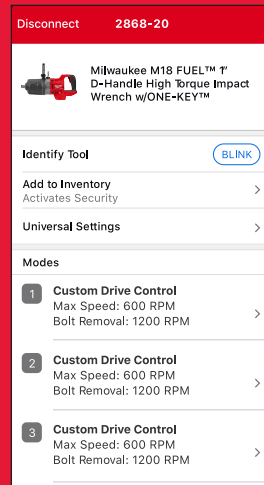 Disconnect 2868-20
Milwaukee M18 FUEL™ 1"
D-Handle High Torque Impact
Wrench w/ONE-KEY™
Identify Tool BLINK
Add to Inventory
Activates Security
Universal Settings
Modes
1 Custom Drive Control
Max Speed: 600 RPM
Bolt Removal: 1200 RPM
2 Custom Drive Control
Max Speed: 600 RPM
Bolt Removal: 1200 RPM
3 Custom Drive Control
Max Speed: 600 RPM
Bolt Removal: 1200 RPM